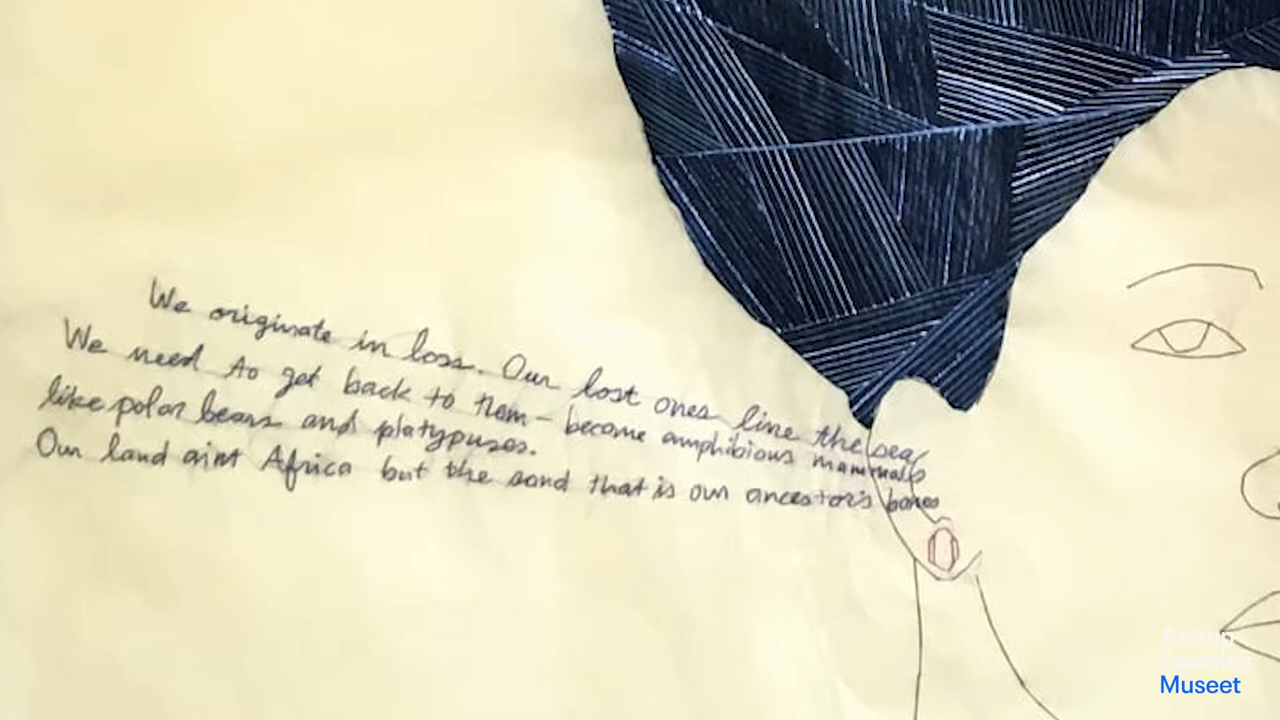 We originate in loss. Our lost ones line the sea
We need to get back to them – become amphibious mammals
like polar bears and platypuses.
Our land aint Africa but the sand that is our ancestor's bones
Astrup
Fearnley
Museet